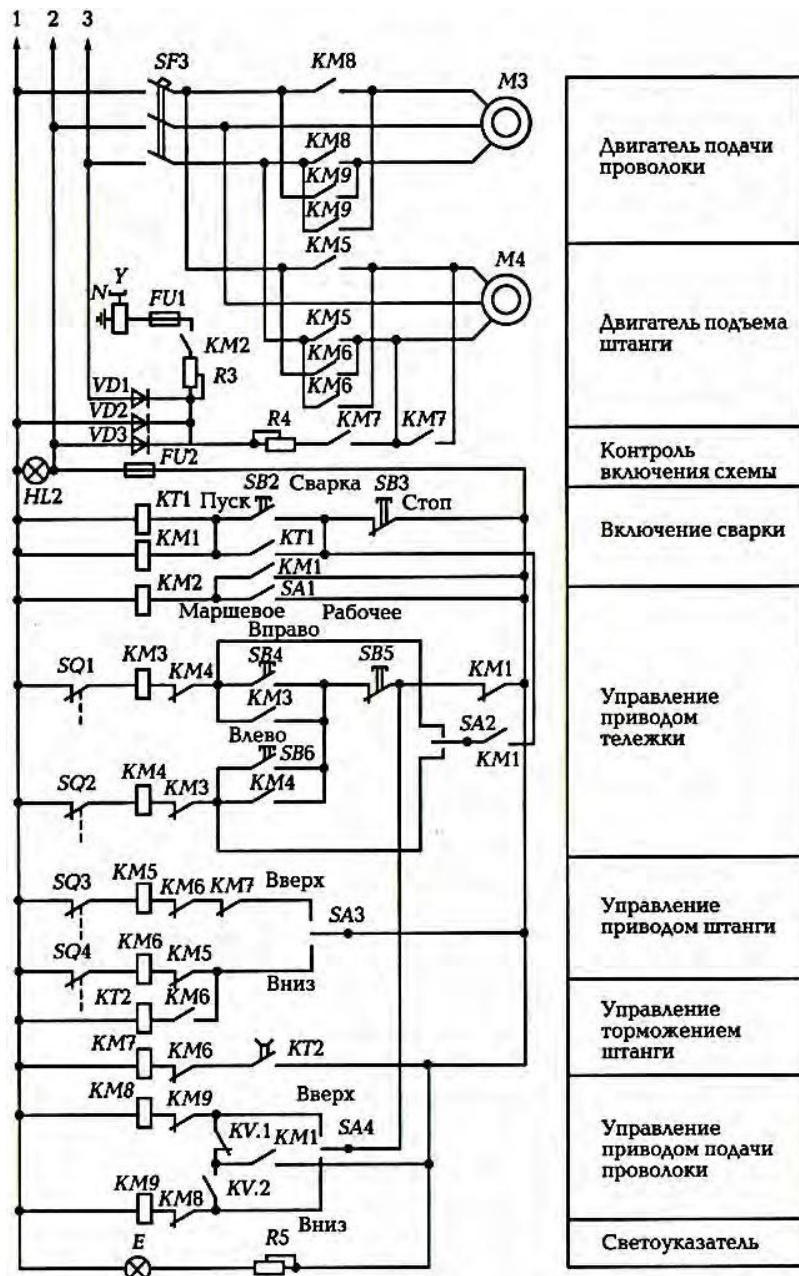 1 2 3
SF3
KM8
M3
KM8
KM9
KM9
Двигатель подачи
проволоки
KM5
M4
Y
N
FU1
KM2
KM5
KM6
KM6
R3
Двигатель подъема
штанги
VD1
VD2
VD3
R4
KM7
KM7
FU2
HL2
Контроль
включения схемы
KT1
Пуск
SB2
Сварка
SB3
Стоп
KM1
KT1
KM1
Включение сварки
KM2
SA1
Маршевое Рабочее
Вправо
SQ1
KM3
KM4
SB4
SB5
KM1
KM3
SA2
KM1
Влево
SB6
SQ2
KM4
KM3
KM4
Управление
приводом
тележки
SQ3
KM5
KM6
KM7
Вверх
SA3
SQ4
KM6
KM5
Вниз
Управление
приводом штанги
KT2
KM6
KM7
KM6
KT2
Управление
торможением
штанги
KM8
KM9
Вверх
KV.1
KM1
SA4
KV.2
KM9
KM8
Вниз
Управление
приводом подачи
проволоки
E
R5
Светоуказатель